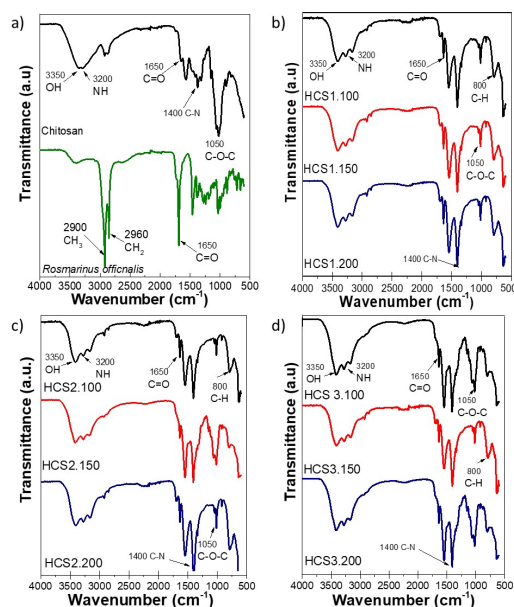 a)
Transmittance (a.u)
3350
OH
3200
NH
1650
C=O
1400 C-N
1050
C-O-C
Chitosan
2900
CH3
2960
CH2
1650
C=O
Rosmarinus officnalis
4000 3500 3000 2500 2000 1500 1000 500
Wavenumber (cm-1)
b)
Transmittance (a.u)
3350
OH
3200
NH
1650
C=O
800
C-H
HCS1.100
HCS1.150
1050
C-O-C
HCS1.200
1400 C-N
4000 3500 3000 2500 2000 1500 1000 500
Wavenumber (cm-1)
c)
Transmittance (a.u.)
3350
OH
3200
NH
1650
C=O
800
C-H
HCS2.100
HCS2.150
HCS2.200
1050
C-O-C
1400 C-N
4000 3500 3000 2500 2000 1500 1000 500
Wavenumber (cm-1)
d)
Transmittance (a.u.)
3350
OH
3200
NH
1650
C=O
1050
C-O-C
HCS 3.100
HCS3.150
800
C-H
HCS3.200
1400 C-N
4000 3500 3000 2500 2000 1500 1000 500
Wavenumber (cm-1)